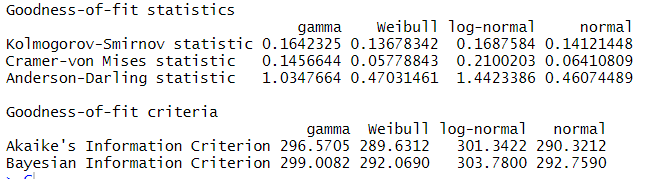 Goodness-of-fit statistics
gamma Weibull log-normal normal
Kolmogorov-Smirnov statistic 0.1642325 0.13678342 0.1687584 0.14121448
Cramer-von Mises statistic 0.1456644 0.05778843 0.2100203 0.06410809
Anderson-Darling statistic 1.0347664 0.47031461 1.4423386 0.46074489
Goodness-of-fit criteria
gamma Weibull log-normal normal
Akaike's Information Criterion 296.5705 289.6312 301.3422 290.3212
Bayesian Information Criterion 299.0082 292.0690 303.7800 292.7590